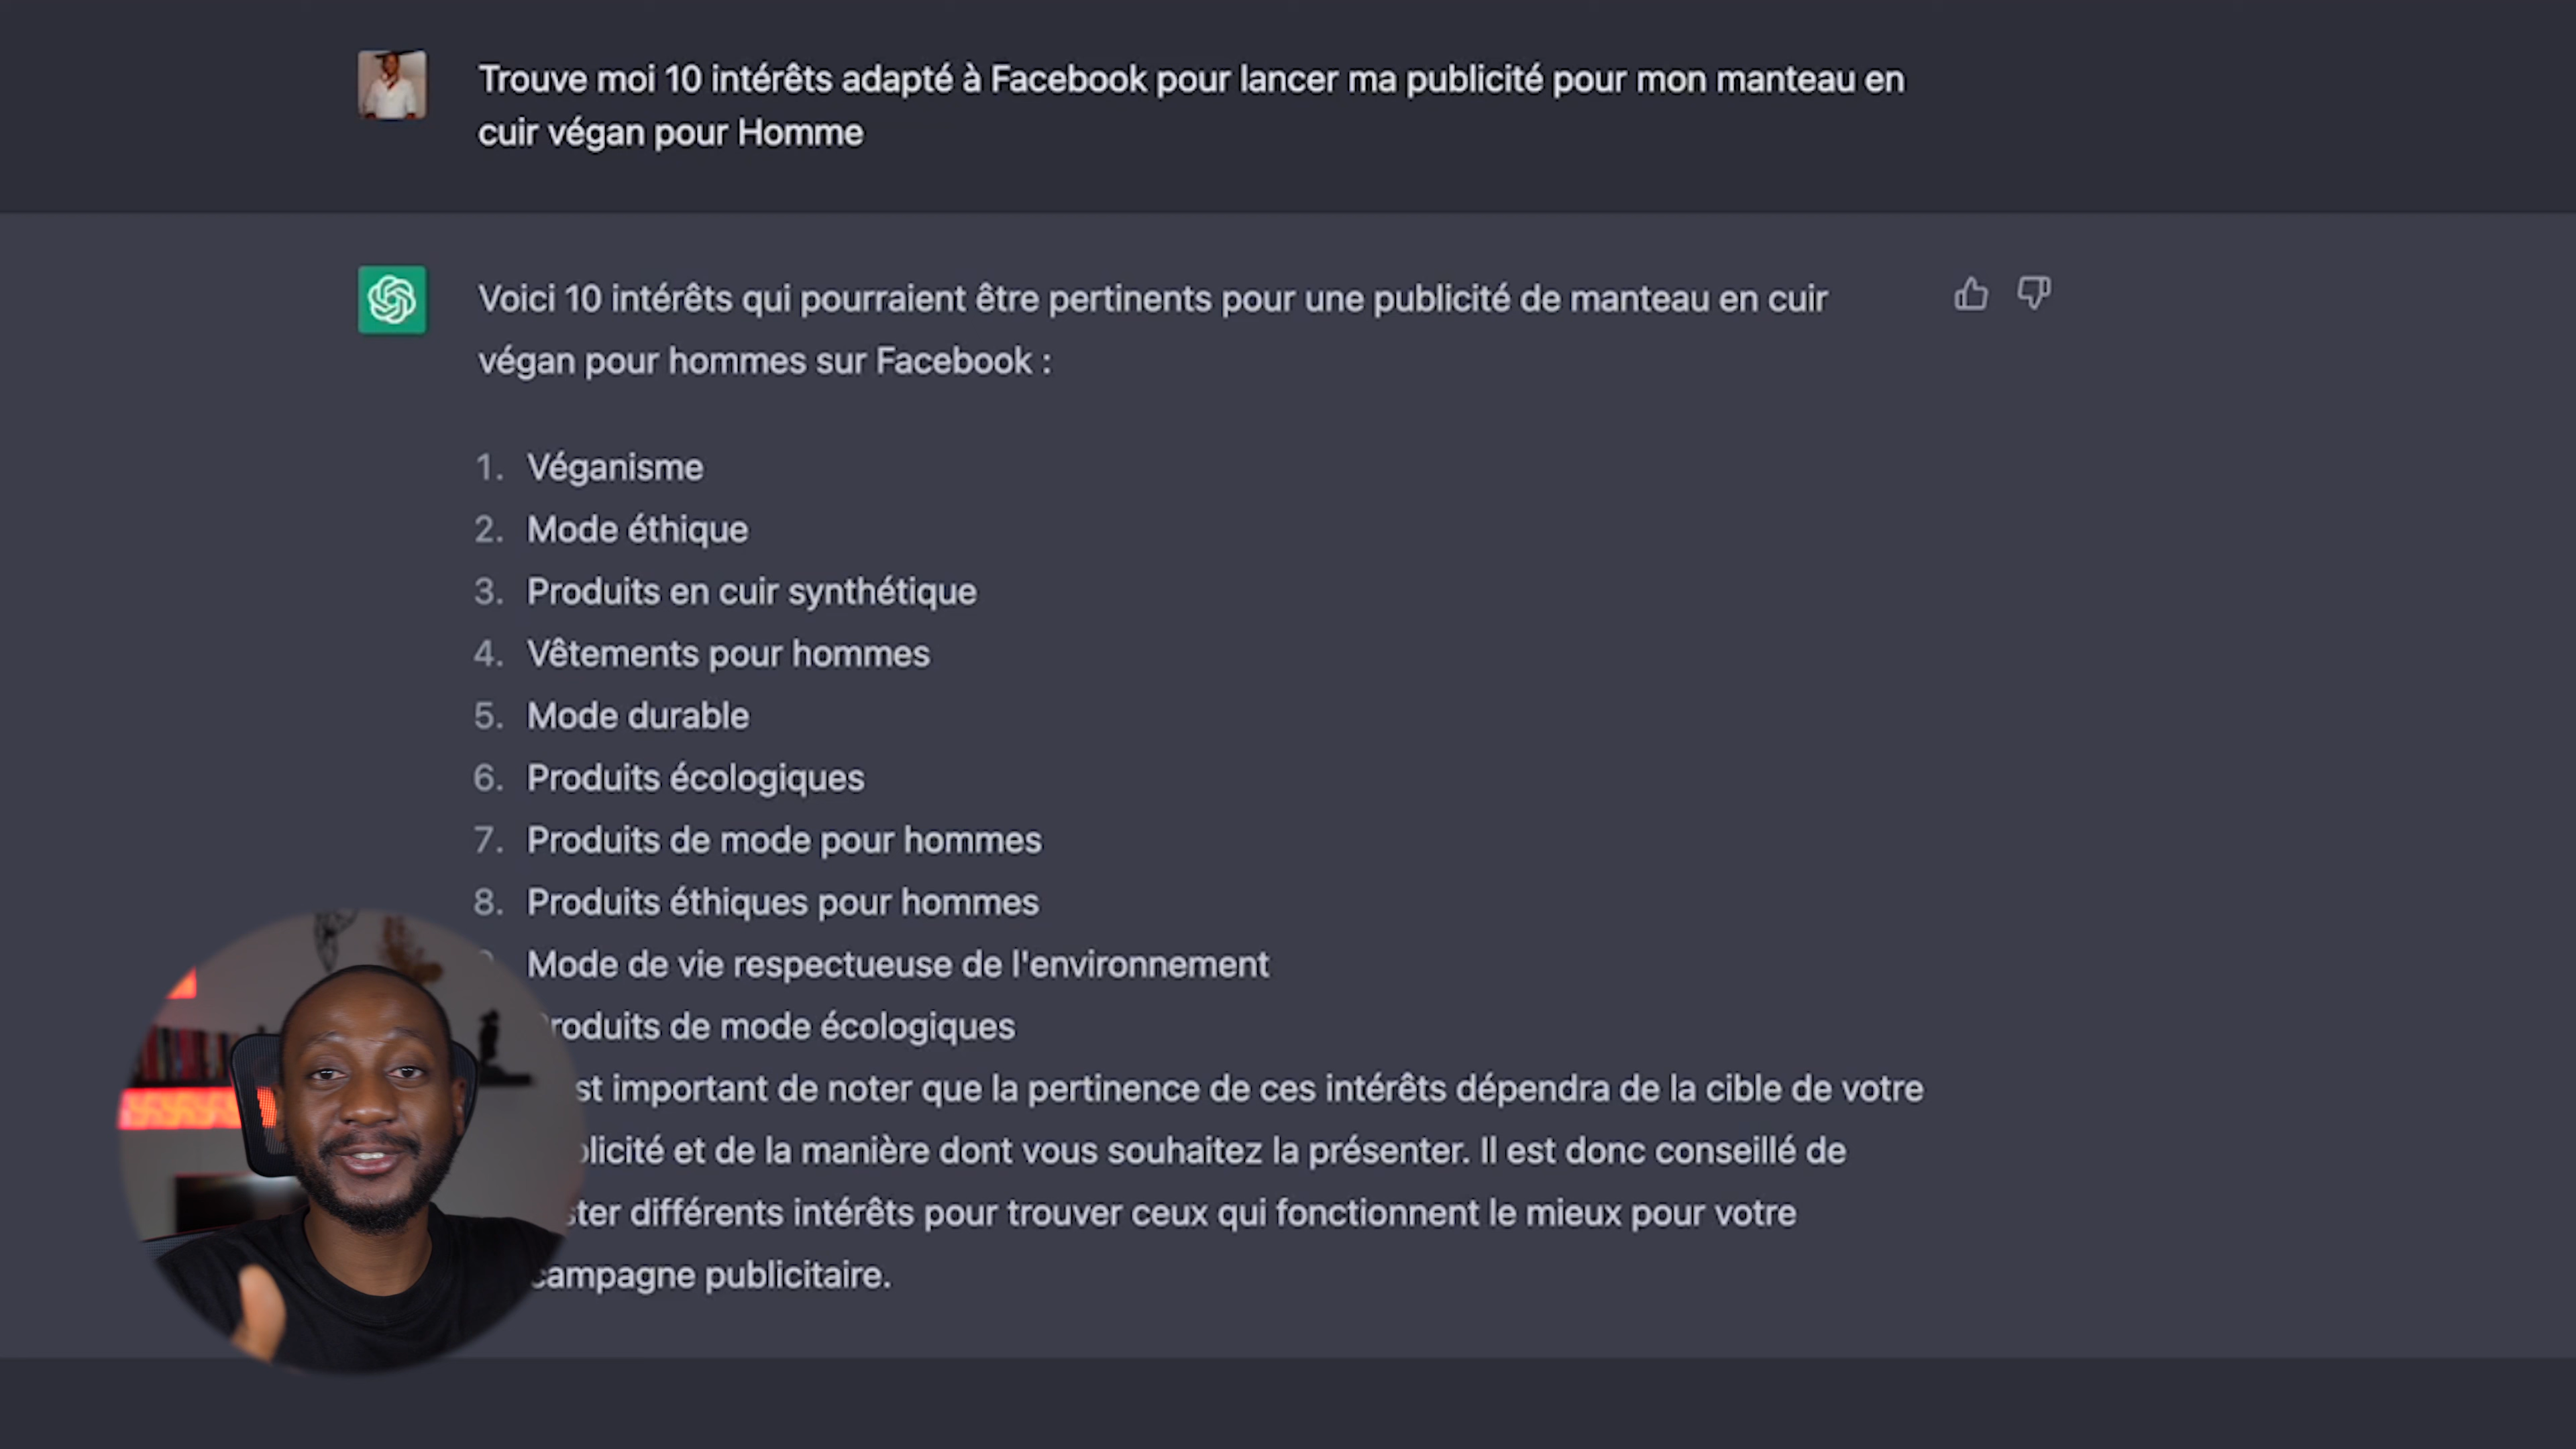 Trouve moi 10 intérêts adapté à Facebook pour lancer ma publicité pour mon manteau en
cuir végan pour Homme
Voici 10 intérêts qui pourraient être pertinents pour une publicité de manteau en cuir
végan pour hommes sur Facebook :
1. Véganisme
2. Mode éthique
3. Produits en cuir synthétique
4. Vêtements pour hommes
5. Mode durable
6. Produits écologiques
7. Produits de mode pour hommes
8. Produits éthiques pour hommes
Mode de vie respectueuse de l'environnement
roduits de mode écologiques
st important de noter que la pertinence de ces intérêts dépendra de la cible de votre
licité et de la manière dont vous souhaitez la présenter. Il est donc conseillé de
ster différents intérêts pour trouver ceux qui fonctionnent le mieux pour votre
campagne publicitaire.